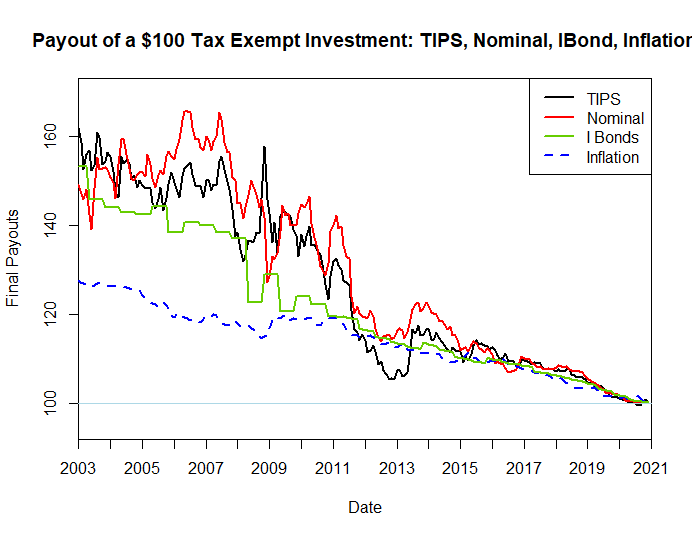 Payout of a $100 Tax Exempt Investment: TIPS, Nominal, IBond, Inflation
TIPS
Nominal
I Bonds
Inflation
160
140
120
100
Final Payouts
2003 2005 2007 2009 2011 2013 2015 2017 2019 2021
Date